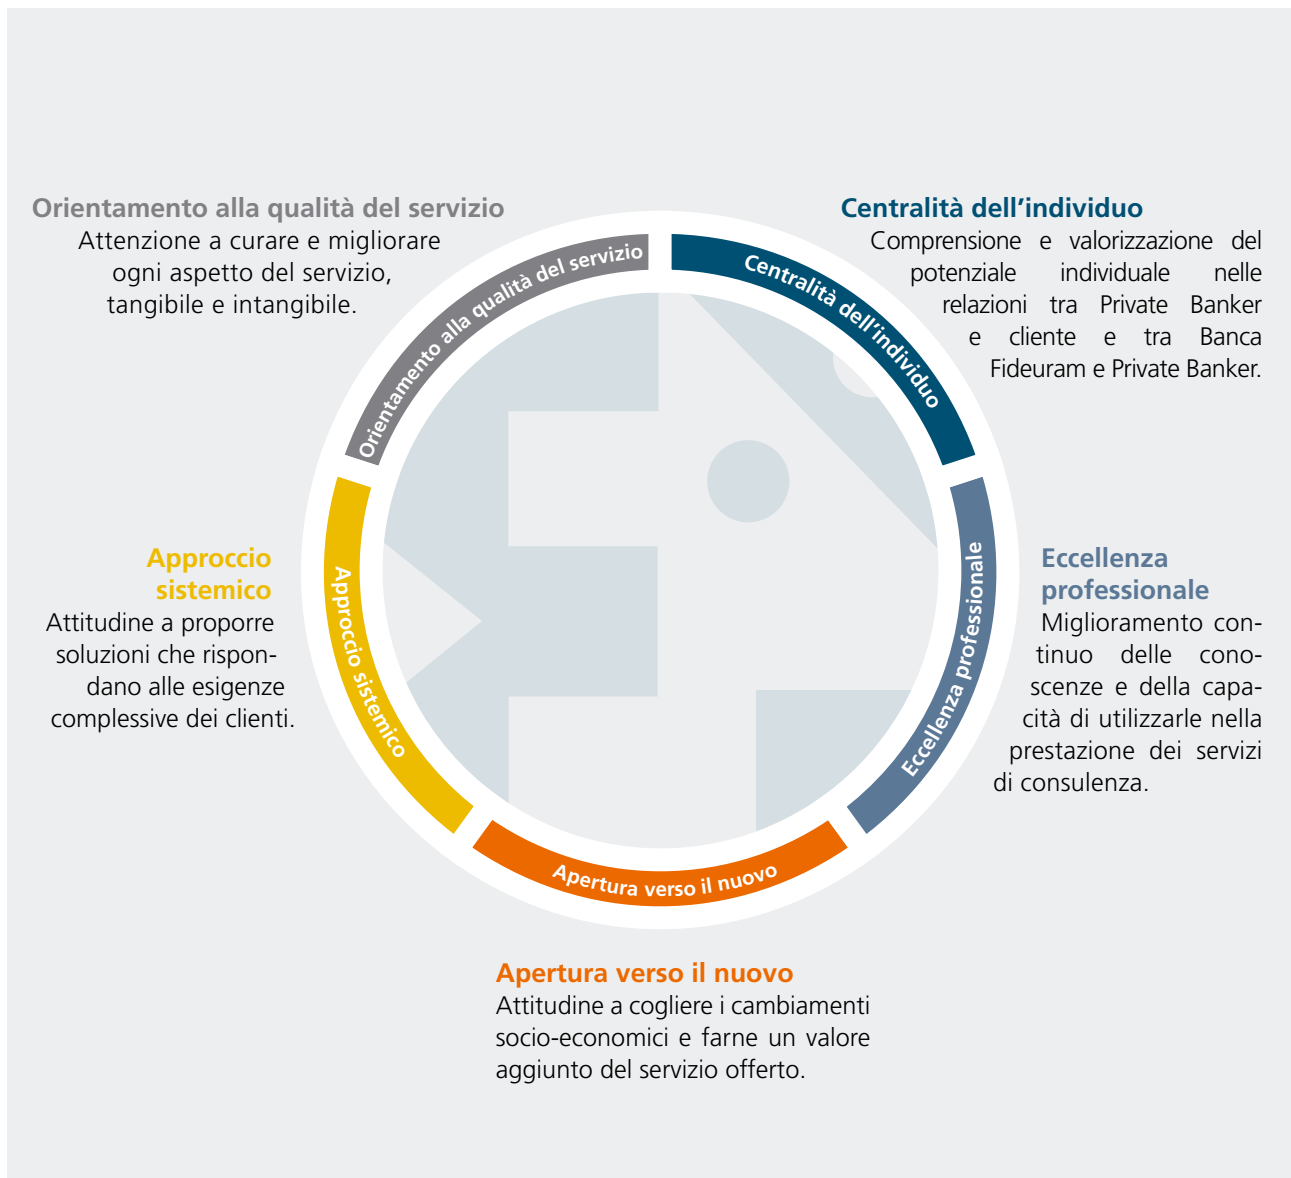 Orientamento alla qualità del servizio
Attenzione a curare e migliorare
ogni aspetto del servizio,
tangibile e intangibile.
Centralità dell’individuo
Comprensione e valorizzazione del
potenziale individuale nelle
relazioni tra Private Banker
e cliente e tra Banca
Fideuram e Private Banker.
Orientamento alla qualità del servizio
Centralità dell’individuo
Approccio
sistemico
Attitudine a proporre
soluzioni che rispon-
dano alle esigenze
complessive dei clienti.
Approccio sistemico
Eccellenza professionale
Eccellenza
professionale
Miglioramento con-
tinuo delle cono-
scenze e della capa-
cità di utilizzarle nella
prestazione dei servizi
di consulenza.
Apertura verso il nuovo
Apertura verso il nuovo
Attitudine a cogliere i cambiamenti
socio-economici e farne un valore
aggiunto del servizio offerto.